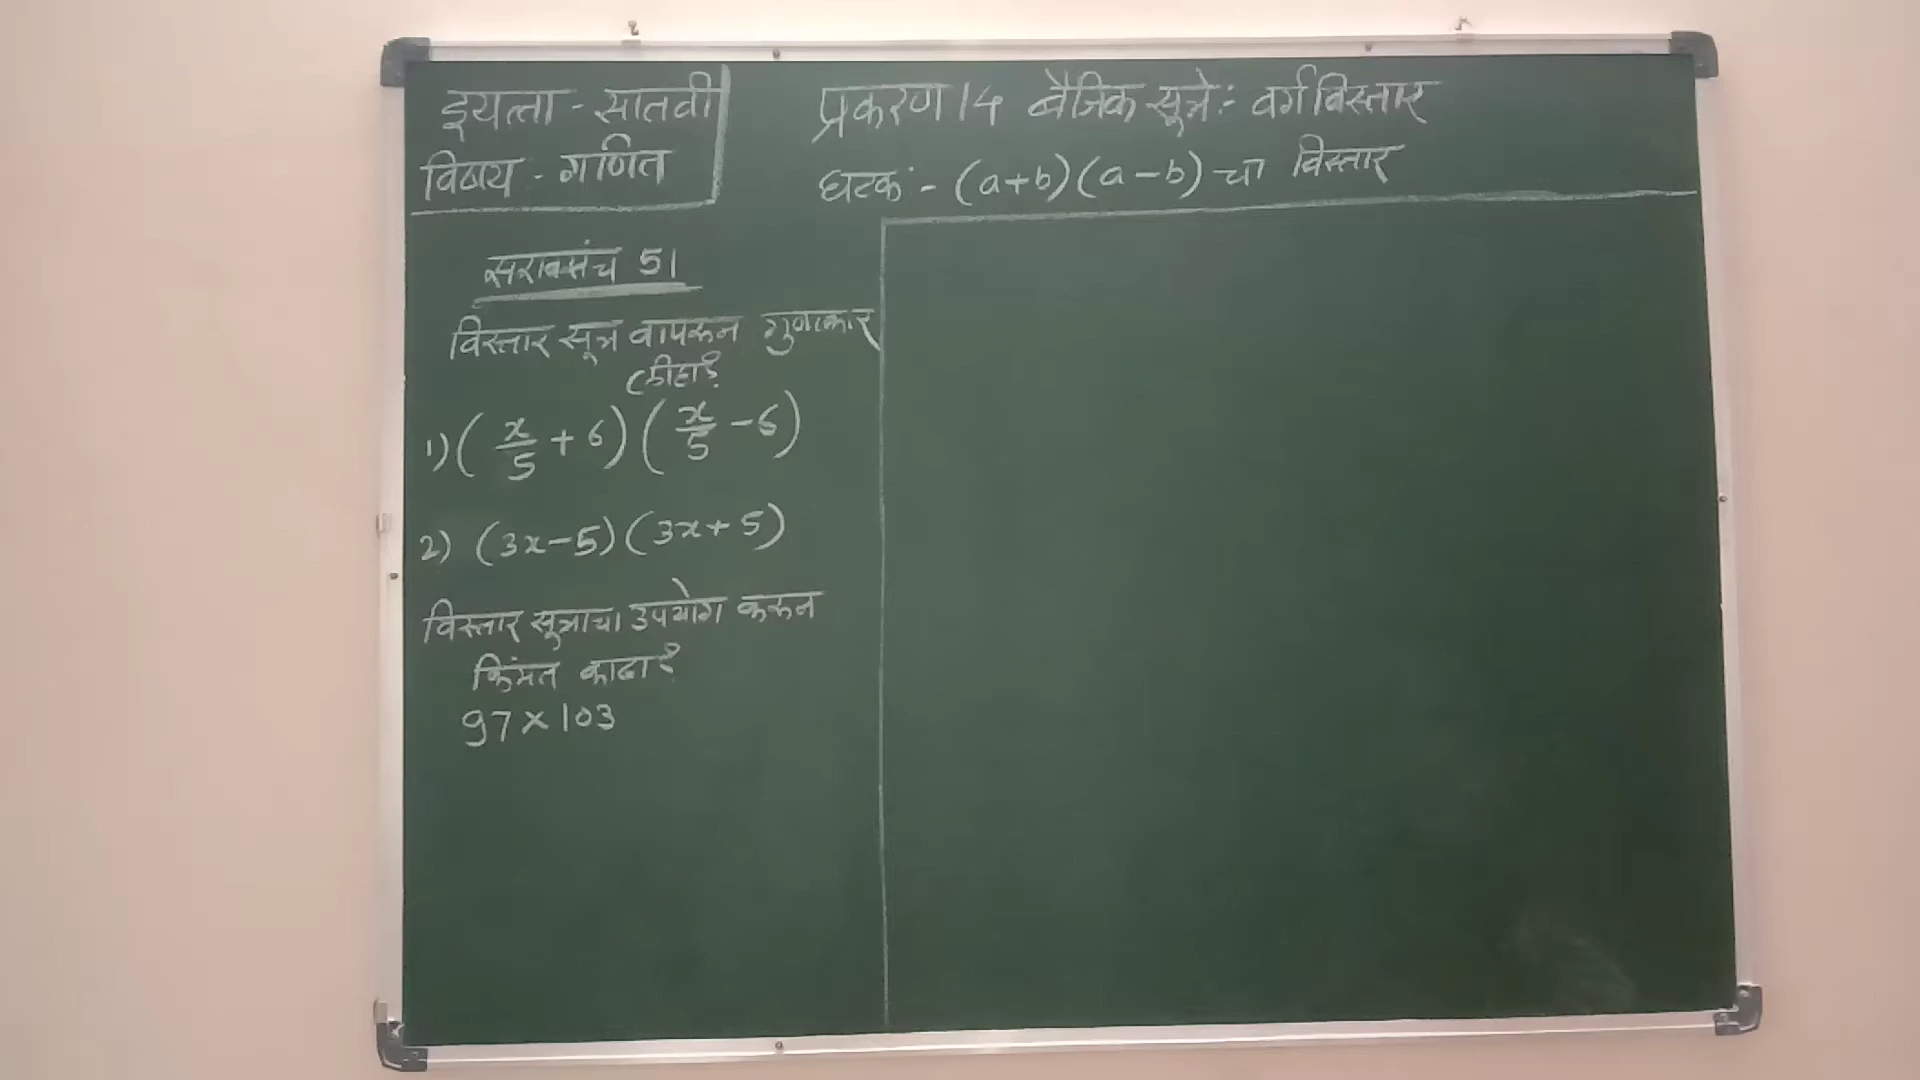 इयत्ता - सातवी
विषय - गणित
प्रकरण 14 बैजिक सूत्रे :- वर्गविस्तार
घटक :- (a+b)(a-b) चा विस्तार
सरावसंच 51
विस्तार सूत्र वापरून गुणाकार
लिहा?
1) (x/5 + 6) (x/5 - 6)
2) (3x-5) (3x+5)
विस्तार सूत्राचा उपयोग करून
किंमत काढा?
97 × 103